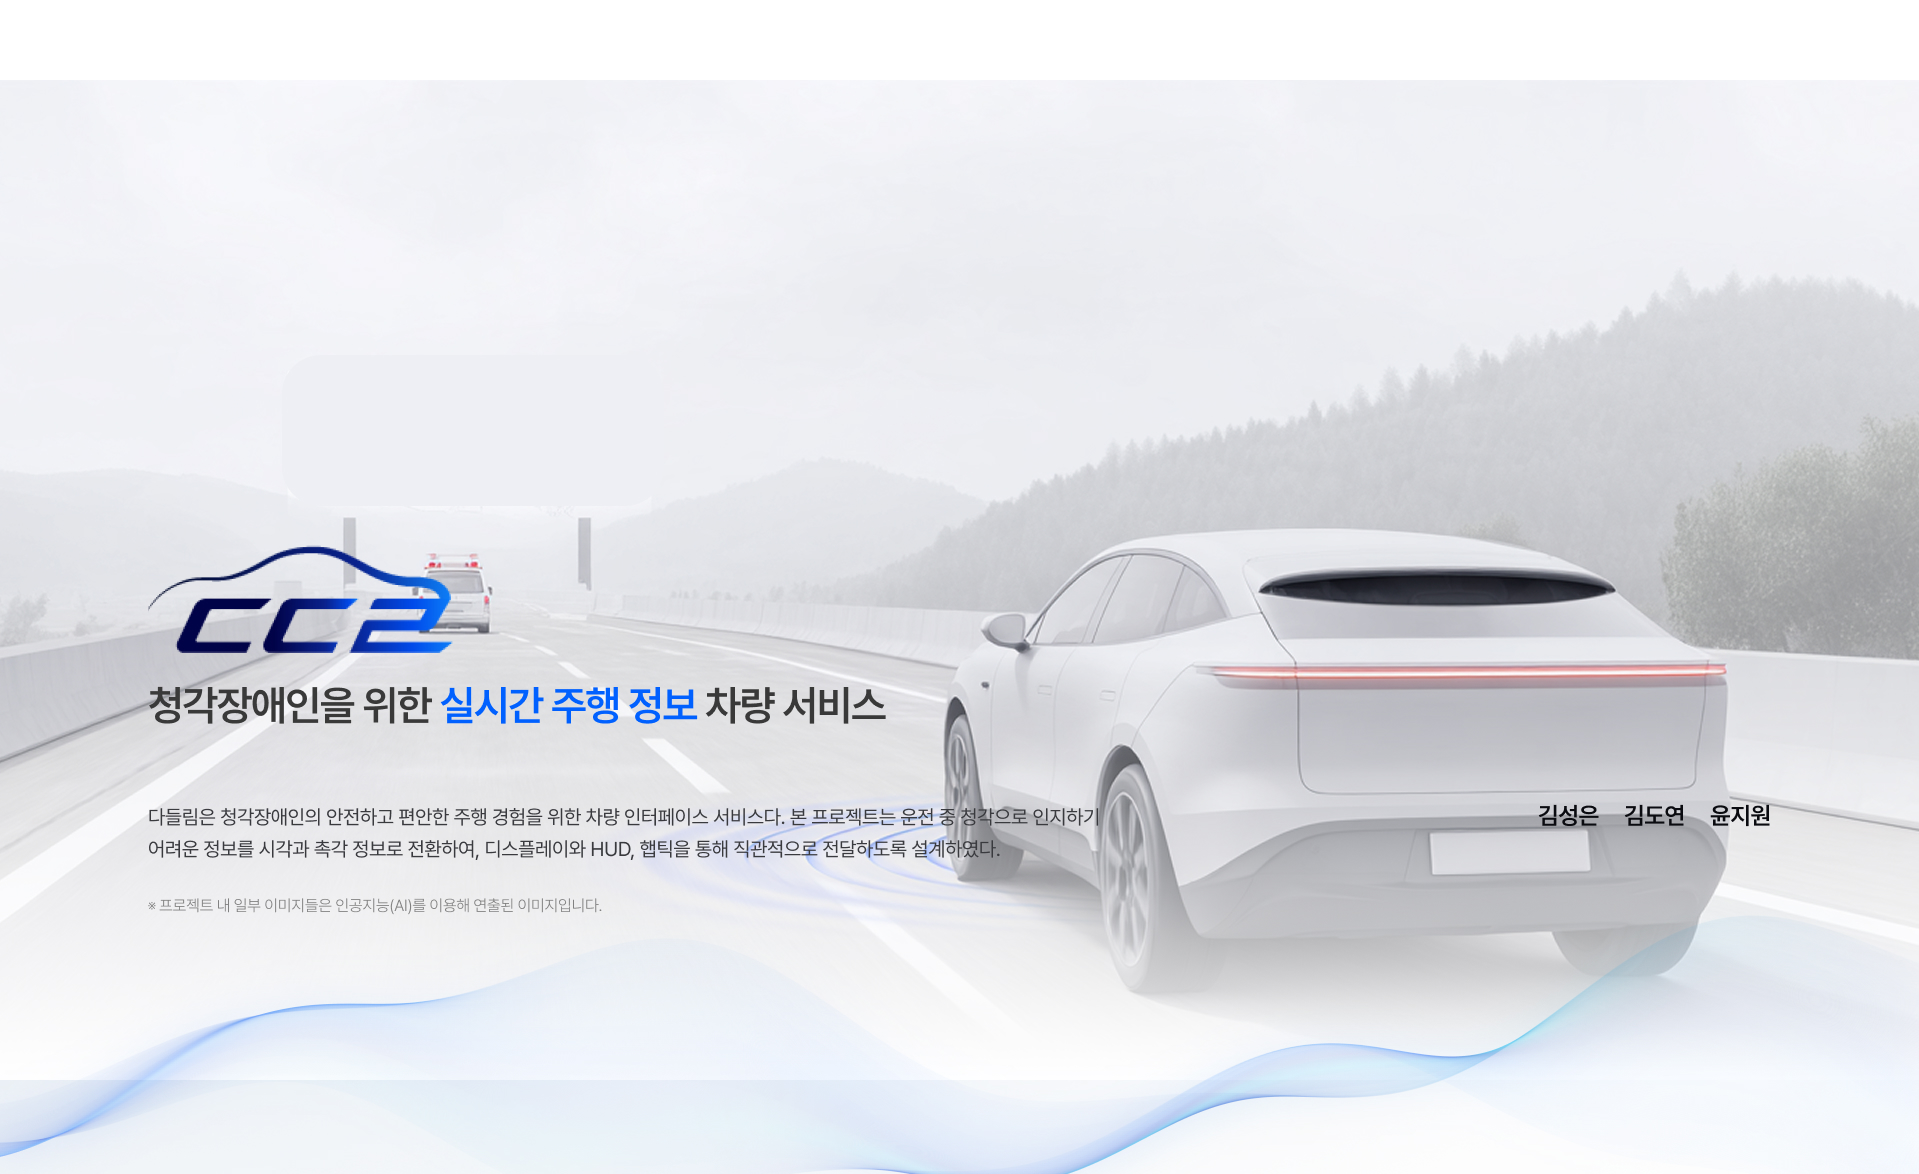 CC2
청각장애인을 위한 실시간 주행 정보 차량 서비스
다들림은 청각장애인의 안전하고 편안한 주행 경험을 위한 차량 인터페이스 서비스다. 본 프로젝트는 운전 중 청각으로 인지하기
어려운 정보를 시각과 촉각 정보로 전환하여, 디스플레이와 HUD, 햅틱을 통해 직관적으로 전달하도록 설계하였다.
김성은 김도연 윤지원
※ 프로젝트 내 일부 이미지들은 인공지능(AI)를 이용해 연출된 이미지입니다.